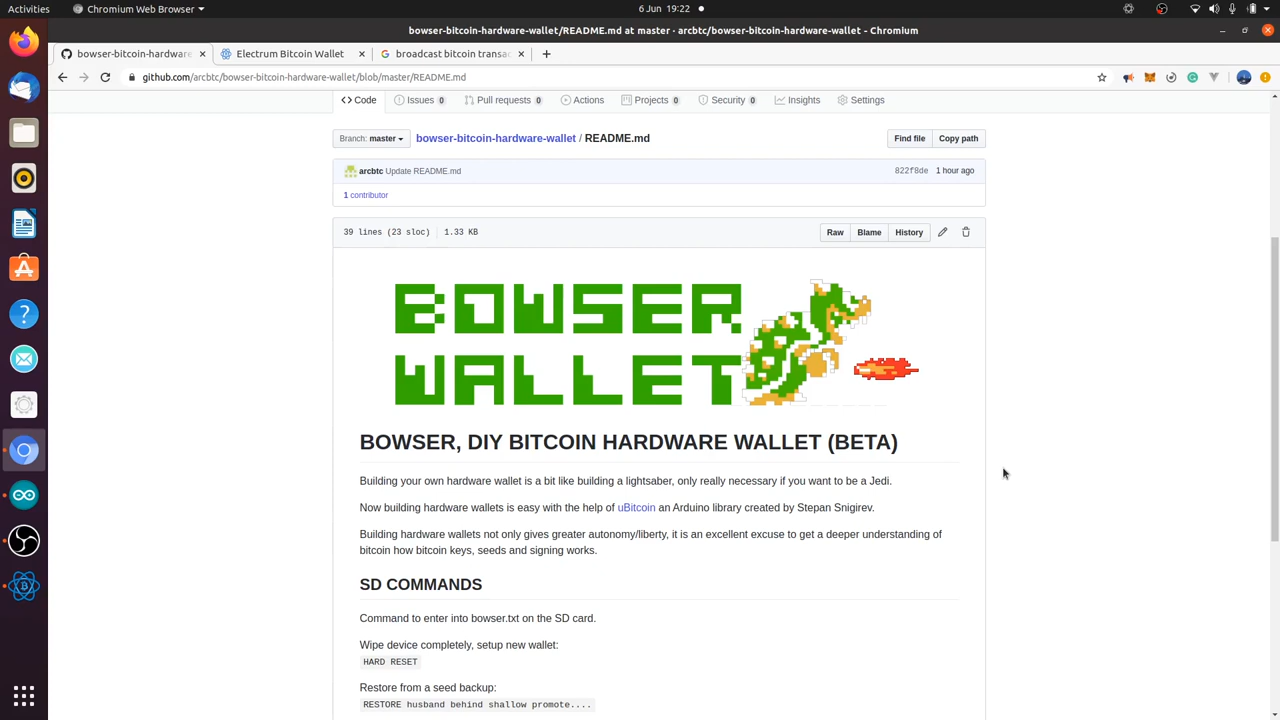 Activities
Chromium Web Browser
6 Jun 19:22
bowser-bitcoin-hardware-wallet/README.md at master - arcbtc/bowser-bitcoin-hardware-wallet - Chromium
bowser-bitcoin-hardware
Electrum Bitcoin Wallet
broadcast bitcoin transac
github.com/arcbtc/bowser-bitcoin-hardware-wallet/blob/master/README.md
Code
Issues 0
Pull requests 0
Actions
Projects 0
Security 0
Insights
Settings
Branch: master
bowser-bitcoin-hardware-wallet / README.md
Find file
Copy path
arcbtc Update README.md
822f8de 1 hour ago
1 contributor
39 lines (23 sloc) 1.33 KB
Raw
Blame
History
BOWSER
WALLET
BOWSER, DIY BITCOIN HARDWARE WALLET (BETA)
Building your own hardware wallet is a bit like building a lightsaber, only really necessary if you want to be a Jedi.
Now building hardware wallets is easy with the help of uBitcoin an Arduino library created by Stepan Snigirev.
Building hardware wallets not only gives greater autonomy/liberty, it is an excellent excuse to get a deeper understanding of
bitcoin how bitcoin keys, seeds and signing works.
SD COMMANDS
Command to enter into bowser.txt on the SD card.
Wipe device completely, setup new wallet:
HARD RESET
Restore from a seed backup:
RESTORE husband behind shallow promote....